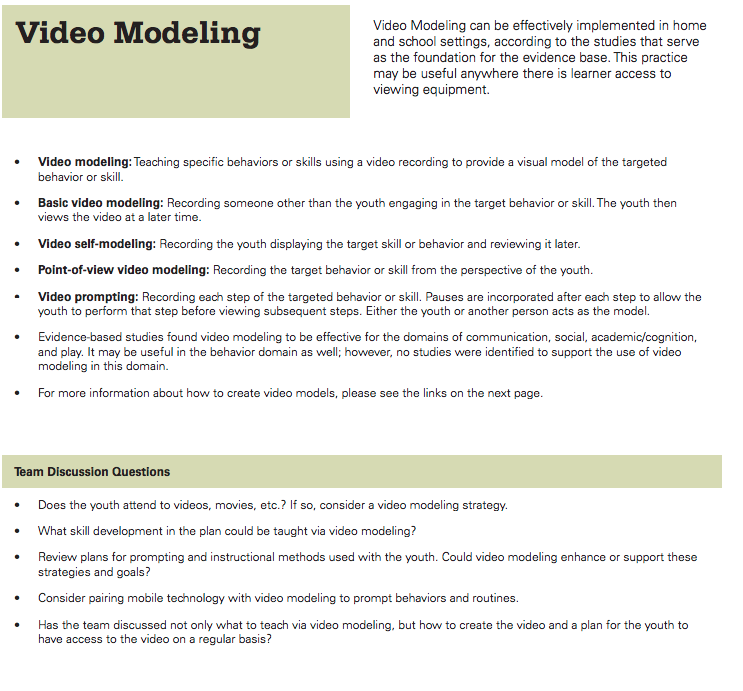 Video Modeling
Video Modeling can be effectively implemented in home
and school settings, according to the studies that serve
as the foundation for the evidence base. This practice
may be useful anywhere there is learner access to
viewing equipment.
• Video modeling: Teaching specific behaviors or skills using a video recording to provide a visual model of the targeted
behavior or skill.
• Basic video modeling: Recording someone other than the youth engaging in the target behavior or skill. The youth then
views the video at a later time.
• Video self-modeling: Recording the youth displaying the target skill or behavior and reviewing it later.
• Point-of-view video modeling: Recording the target behavior or skill from the perspective of the youth.
• Video prompting: Recording each step of the targeted behavior or skill. Pauses are incorporated after each step to allow the
youth to perform that step before viewing subsequent steps. Either the youth or another person acts as the model.
• Evidence-based studies found video modeling to be effective for the domains of communication, social, academic/cognition,
and play. It may be useful in the behavior domain as well; however, no studies were identified to support the use of video
modeling in this domain.
• For more information about how to create video models, please see the links on the next page.
Team Discussion Questions
• Does the youth attend to videos, movies, etc.? If so, consider a video modeling strategy.
• What skill development in the plan could be taught via video modeling?
• Review plans for prompting and instructional methods used with the youth. Could video modeling enhance or support these
strategies and goals?
• Consider pairing mobile technology with video modeling to prompt behaviors and routines.
• Has the team discussed not only what to teach via video modeling, but how to create the video and a plan for the youth to
have access to the video on a regular basis?